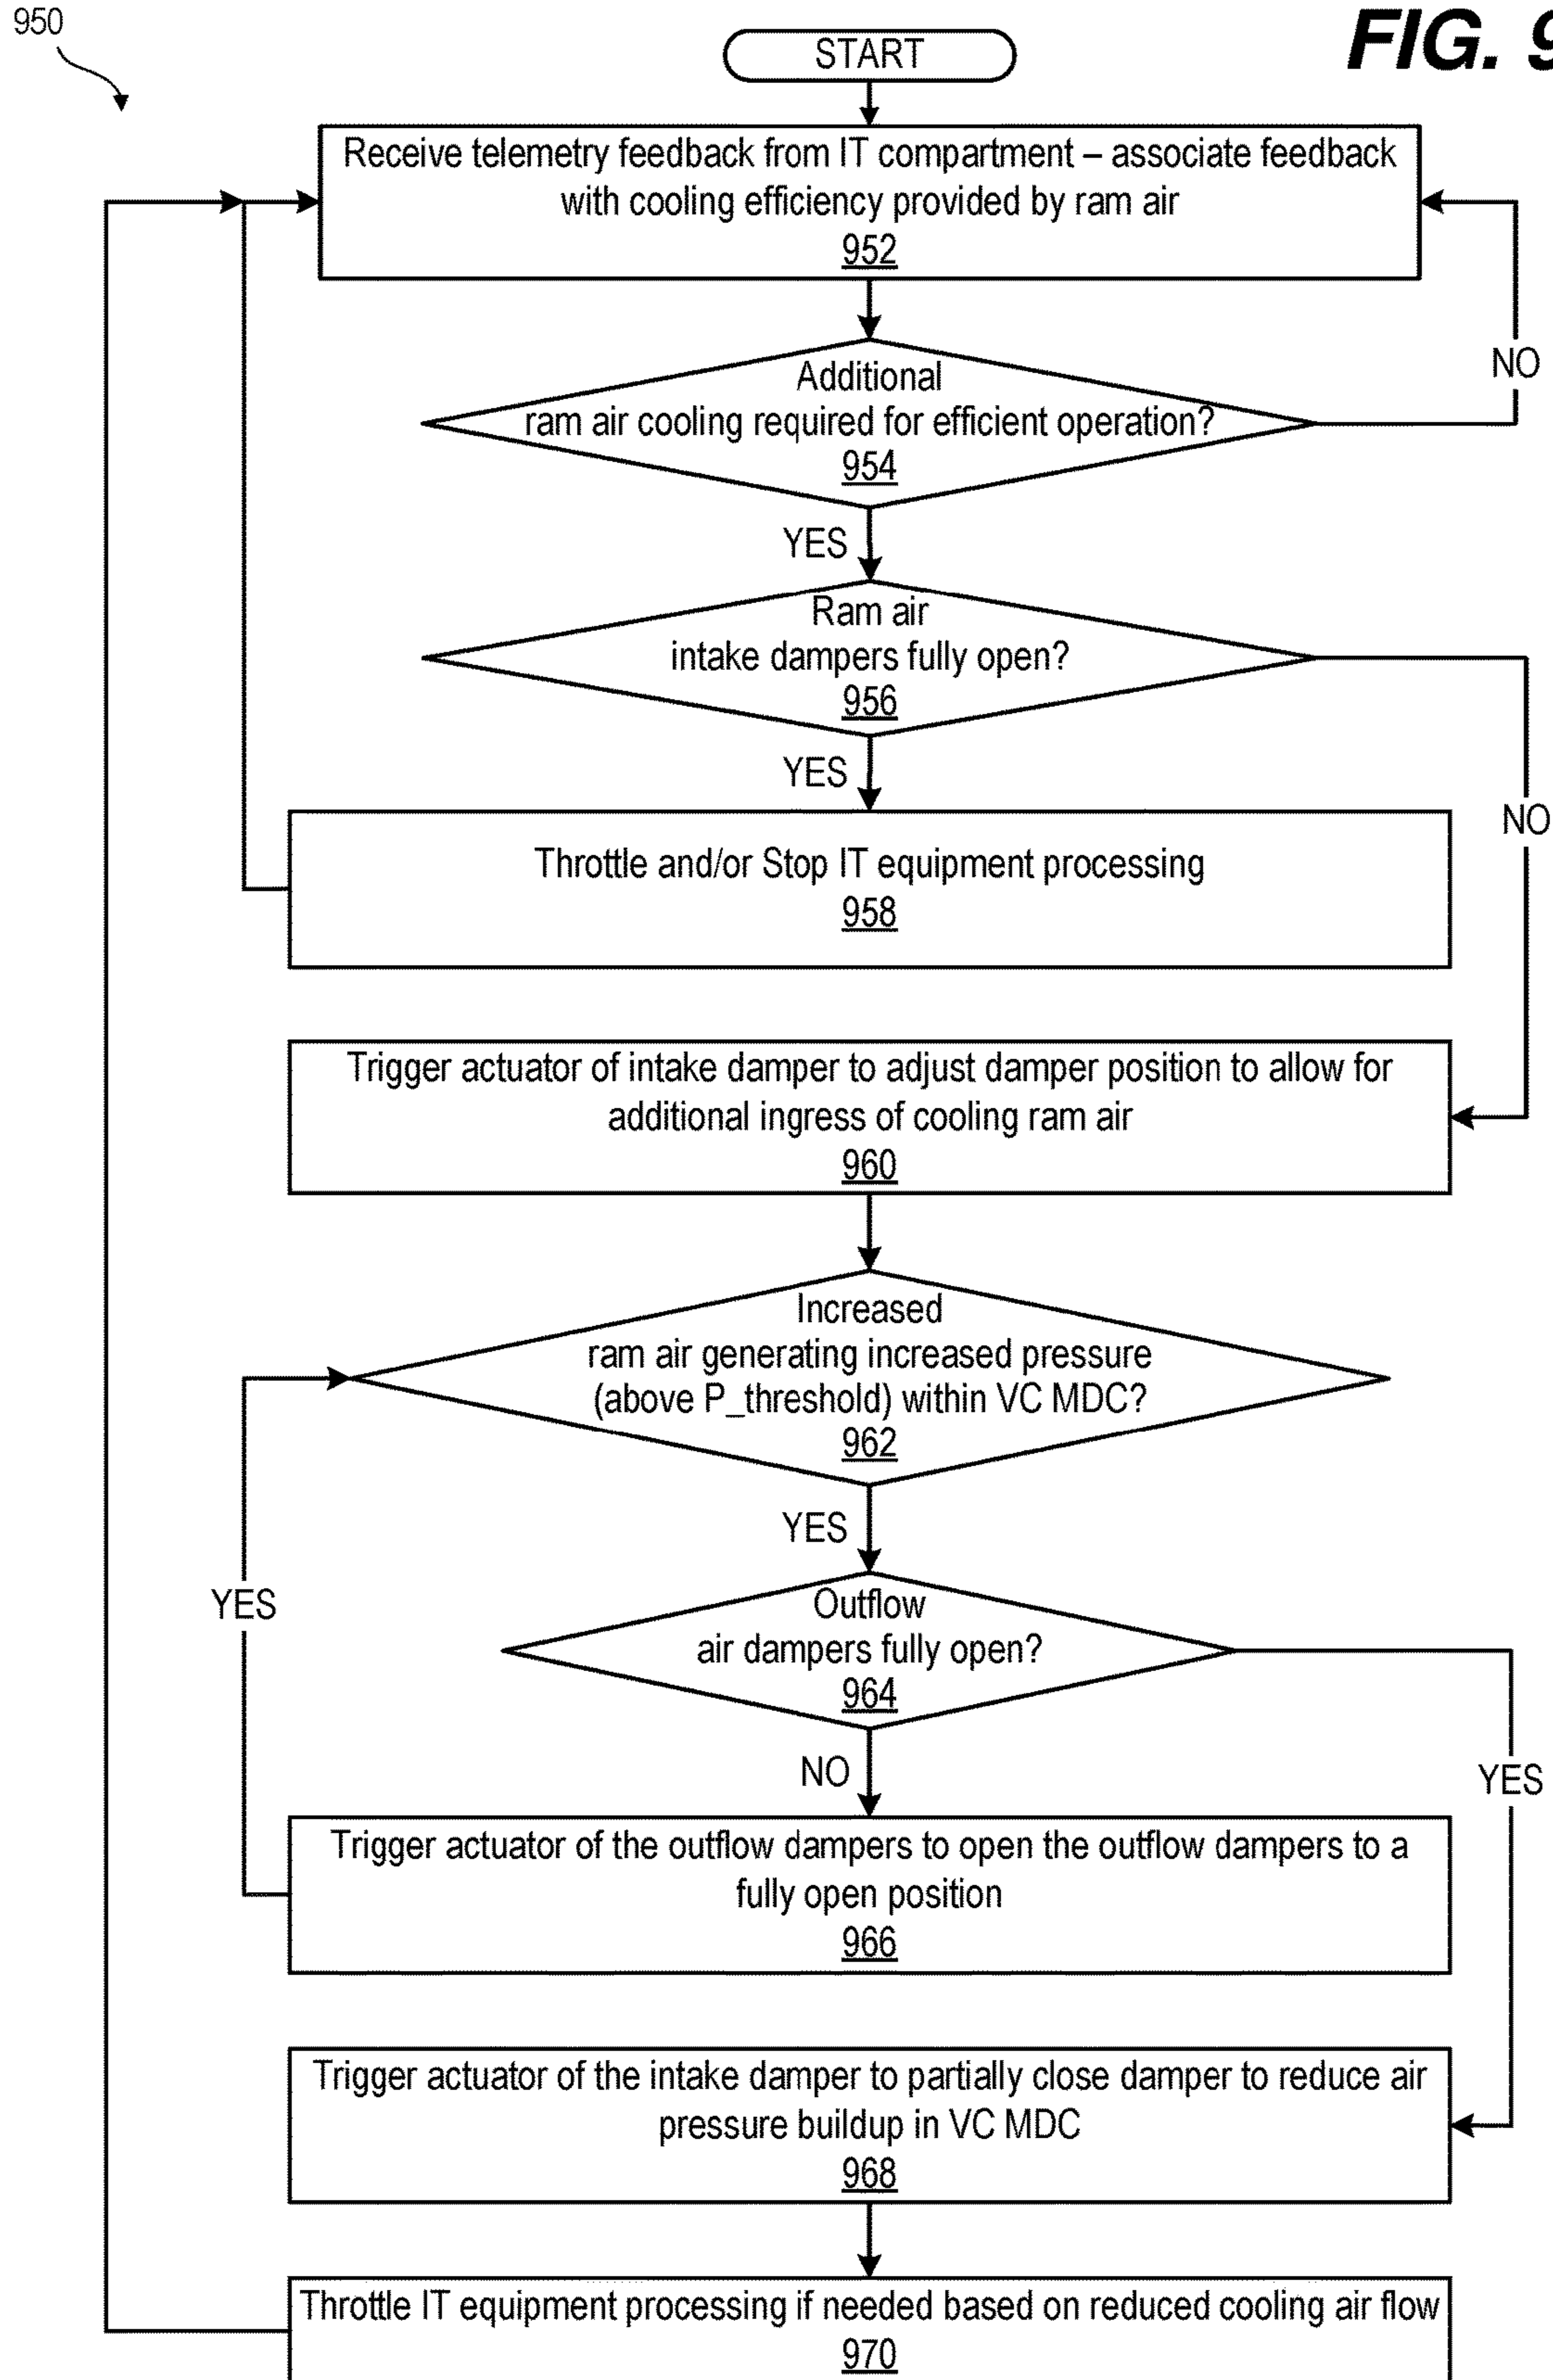 950
FIG. 9
START
Receive telemetry feedback from IT compartment – associate feedback
with cooling efficiency provided by ram air
952
Additional
ram air cooling required for efficient operation?
954
NO
YES
Ram air
intake dampers fully open?
956
YES
NO
Throttle and/or Stop IT equipment processing
958
Trigger actuator of intake damper to adjust damper position to allow for
additional ingress of cooling ram air
960
Increased
ram air generating increased pressure
(above P_threshold) within VC MDC?
962
YES
YES
Outflow
air dampers fully open?
964
NO
YES
Trigger actuator of the outflow dampers to open the outflow dampers to a
fully open position
966
Trigger actuator of the intake damper to partially close damper to reduce air
pressure buildup in VC MDC
968
Throttle IT equipment processing if needed based on reduced cooling air flow
970